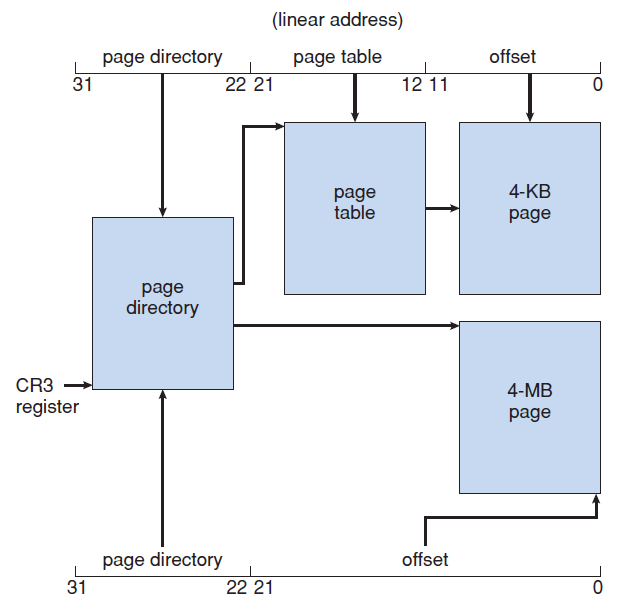 (linear address)
page directory page table offset
31 22 21 12 11 0
page
table
4-KB
page
page
directory
CR3
register
4-MB
page
page directory offset
31 22 21 0